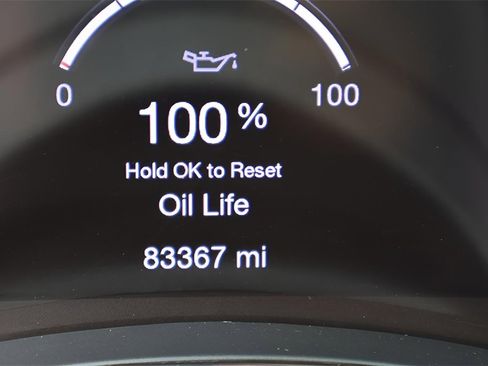 0 100
100 %
Hold OK to Reset
Oil Life
83367 mi